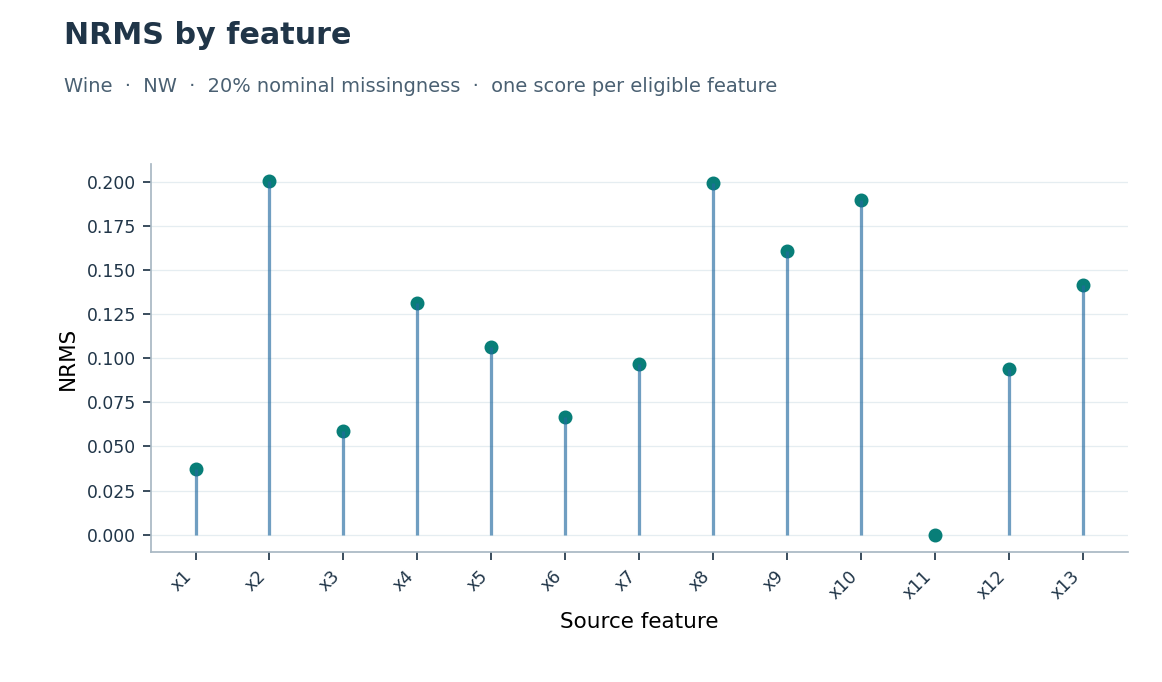 NRMS by feature
Wine · NW · 20% nominal missingness · one score per eligible feature
0.200
0.175
0.150
0.125
0.100
0.075
0.050
0.025
0.000
NRMS
x1 x2 x3 x4 x5 x6 x7 x8 x9 x10 x11 x12 x13
Source feature